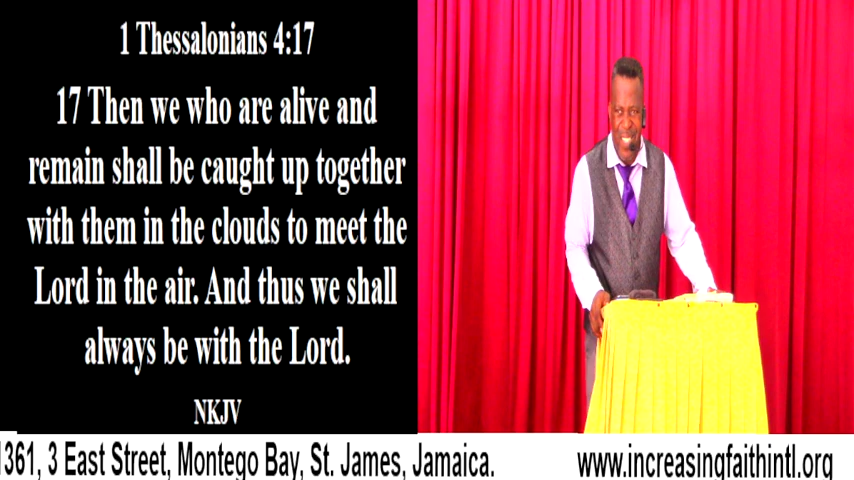 1 Thessalonians 4:17
17 Then we who are alive and
remain shall be caught up together
with them in the clouds to meet the
Lord in the air. And thus we shall
always be with the Lord.
NKJV
1361, 3 East Street, Montego Bay, St. James, Jamaica. www.increasingfaithintl.org